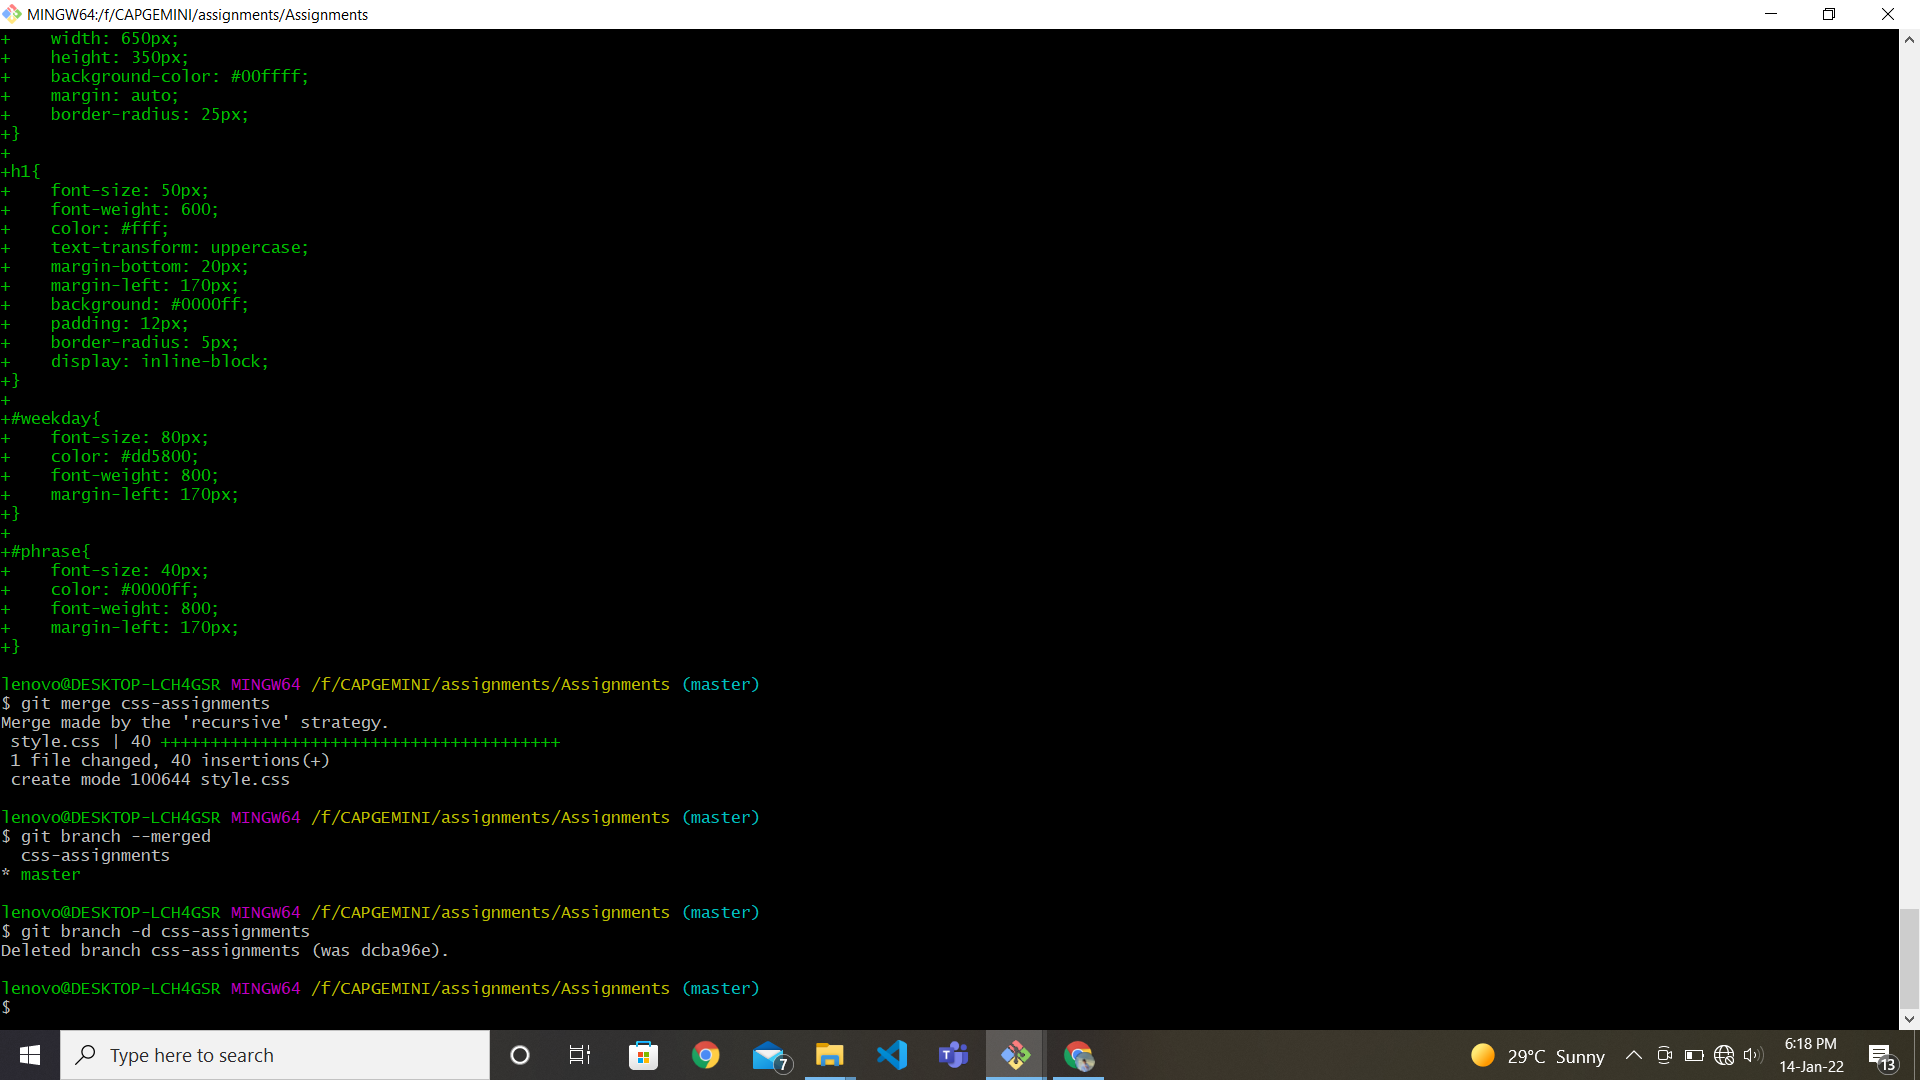 MINGW64:/f/CAPGEMINI/assignments/Assignments
+    width: 650px;
+    height: 350px;
+    background-color: #00ffff;
+    margin: auto;
+    border-radius: 25px;
+}
+
+h1{
+    font-size: 50px;
+    font-weight: 600;
+    color: #fff;
+    text-transform: uppercase;
+    margin-bottom: 20px;
+    margin-left: 170px;
+    background: #0000ff;
+    padding: 12px;
+    border-radius: 5px;
+    display: inline-block;
+}
+
+#weekday{
+    font-size: 80px;
+    color: #dd5800;
+    font-weight: 800;
+    margin-left: 170px;
+}
+
+#phrase{
+    font-size: 40px;
+    color: #0000ff;
+    font-weight: 800;
+    margin-left: 170px;
+}
lenovo@DESKTOP-LCH4GSR MINGW64 /f/CAPGEMINI/assignments/Assignments (master)
$ git merge css-assignments
Merge made by the 'recursive' strategy.
 style.css | 40 ++++++++++++++++++++++++++++++++++++++++
 1 file changed, 40 insertions(+)
 create mode 100644 style.css
lenovo@DESKTOP-LCH4GSR MINGW64 /f/CAPGEMINI/assignments/Assignments (master)
$ git branch --merged
  css-assignments
* master
lenovo@DESKTOP-LCH4GSR MINGW64 /f/CAPGEMINI/assignments/Assignments (master)
$ git branch -d css-assignments
Deleted branch css-assignments (was dcba96e).
lenovo@DESKTOP-LCH4GSR MINGW64 /f/CAPGEMINI/assignments/Assignments (master)
$
Type here to search
7
29°C Sunny
6:18 PM
14-Jan-22
13